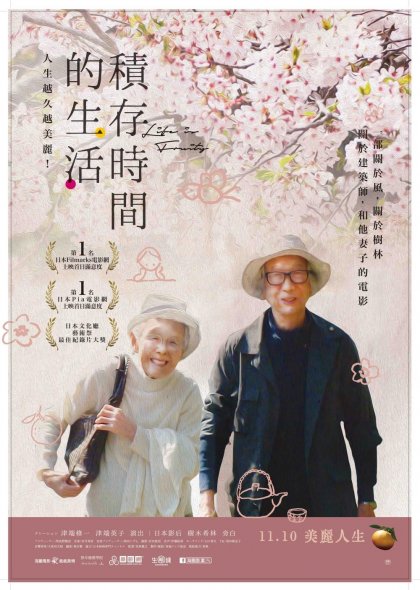 積存時間
的生活
Life is
Fruity
人生越久越美麗！
一部關於風，關於樹林
關於建築師，和他妻子的電影
第1名
日本Filmarks電影網
上映首日滿意度
第1名
日本Pia電影網
上映首日滿意度
日本文化廳
藝術祭
最佳紀錄片大獎
津端修一 津端英子 演出｜日本影后 樹木希林 旁白
11.10 美麗人生